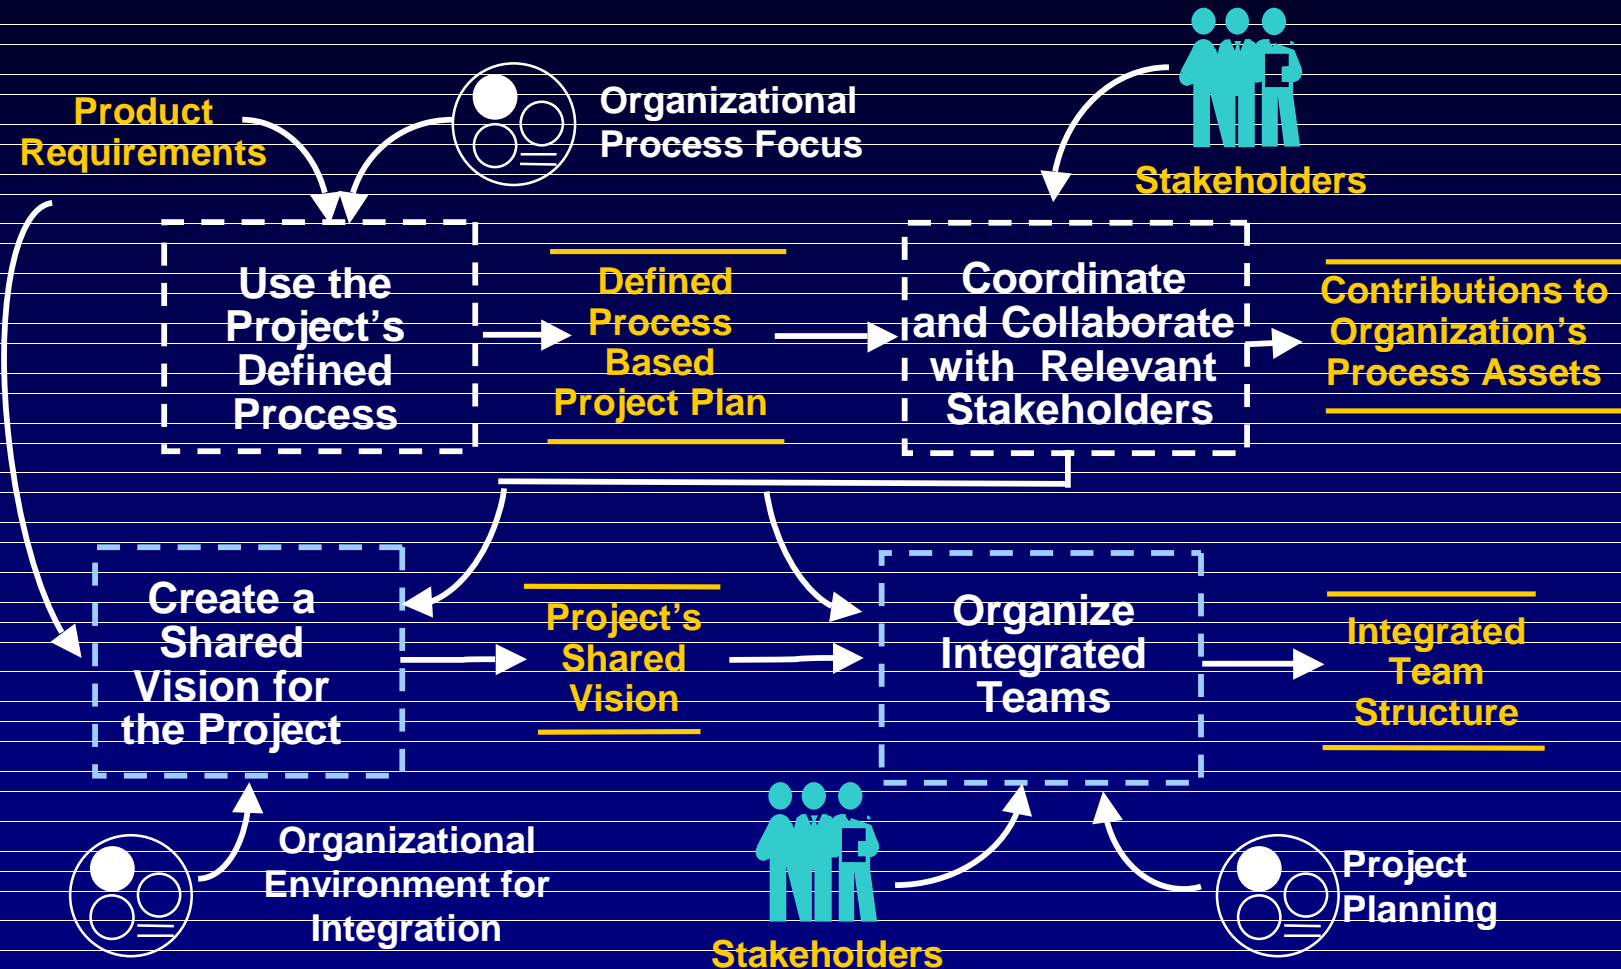 Product
Requirements
Organizational
Process Focus
Stakeholders
Use the
Project’s
Defined
Process
Defined
Process
Based
Project Plan
Coordinate
and Collaborate
with Relevant
Stakeholders
Contributions to
Organization’s
Process Assets
Create a
Shared
Vision for
the Project
Project’s
Shared
Vision
Organize
Integrated
Teams
Integrated
Team
Structure
Organizational
Environment for
Integration
Stakeholders
Project
Planning